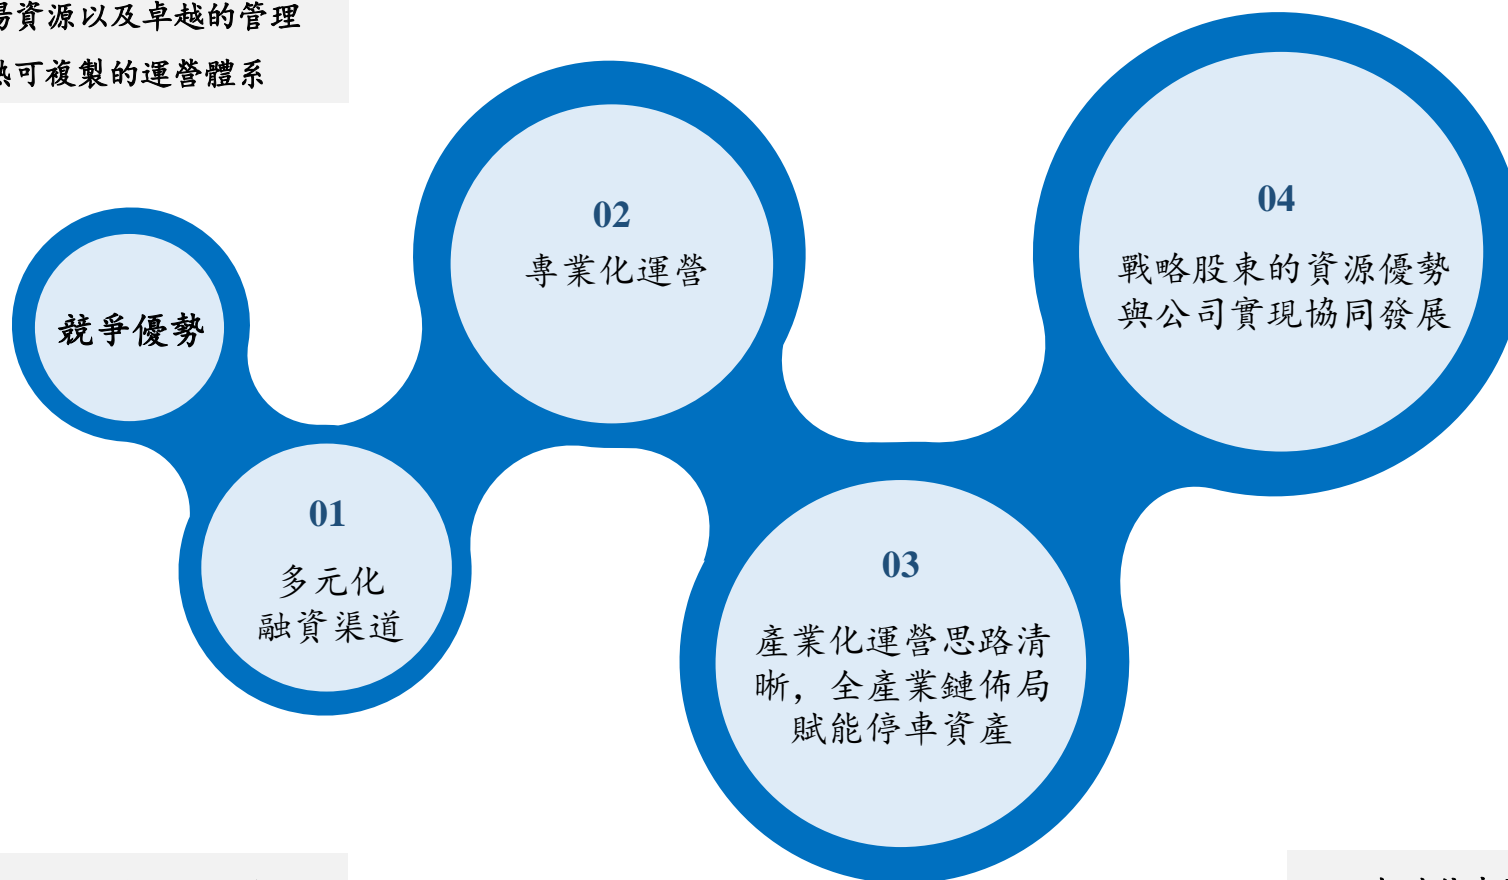 資源以及卓越的管理
可複製的運營體系
競爭優勢
01
多元化
融資渠道
02
專業化運營
03
產業化運營思路清
晰，全產業鏈佈局
賦能停車資產
04
戰略股東的資源優勢
與公司實現協同發展